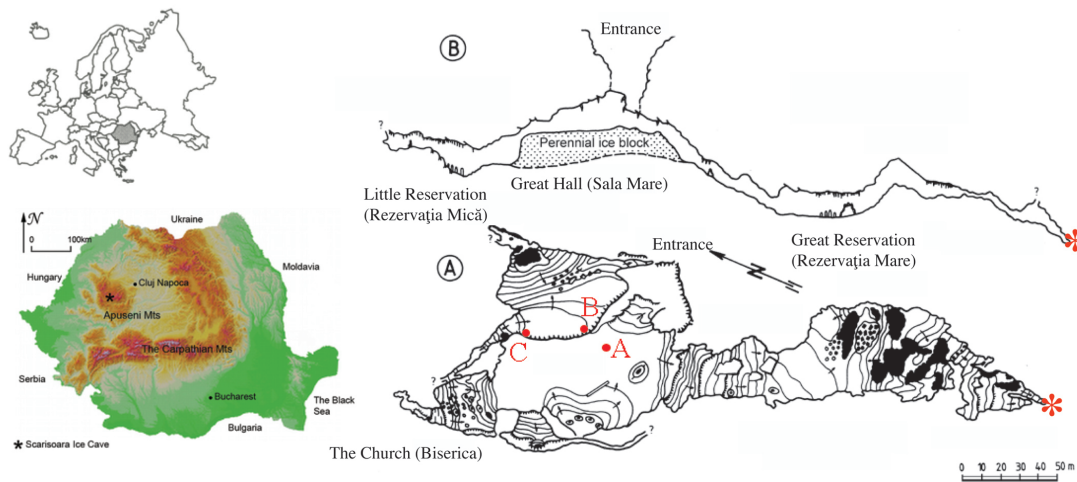 𝒩
0 100km
Ukraine
Hungary
Moldavia
Cluj Napoca
*
Apuseni Mts
The Carpathian Mts
Serbia
Bucharest
The Black
Sea
Bulgaria
* Scarisoara Ice Cave
B
Entrance
?
Perennial ice block
Great Hall (Sala Mare)
Little Reservation
(Rezervaţia Mică)
?
Great Reservation
(Rezervaţia Mare)
*
A
Entrance
N
?
B
C
A
?
?
The Church (Biserica)
*
0 10 20 30 40 50 m